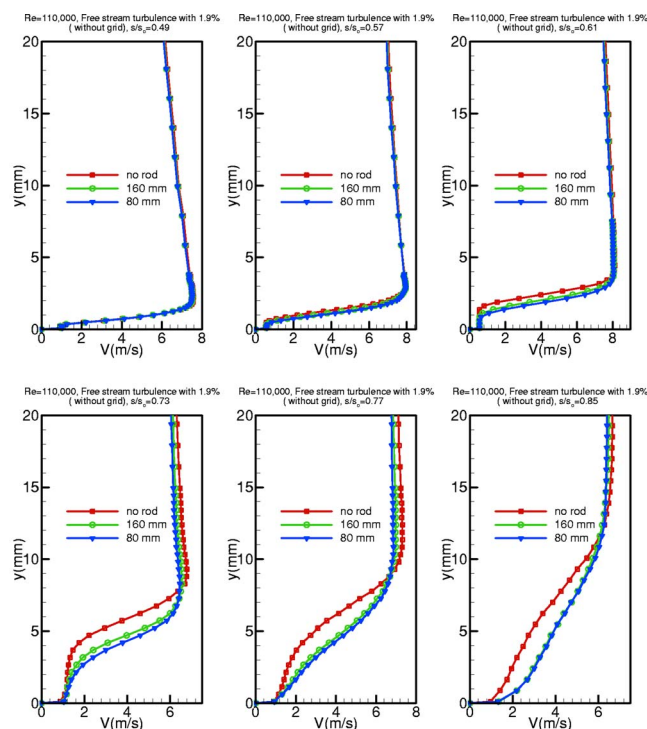 Re=110,000, Free stream turbulence with 1.9%
( without grid), s/s₀=0.49
20
15
10
5
0
y(mm)
no rod
160 mm
80 mm
0 2 4 6 8
V(m/s)
Re=110,000, Free stream turbulence with 1.9%
( without grid), s/s₀=0.57
20
15
10
5
0
y(mm)
no rod
160 mm
80 mm
0 2 4 6 8
V(m/s)
Re=110,000, Free stream turbulence with 1.9%
( without grid), s/s₀=0.61
20
15
10
5
0
y(mm)
no rod
160 mm
80 mm
0 2 4 6 8
V(m/s)
Re=110,000, Free stream turbulence with 1.9%
( without grid), s/s₀=0.73
20
15
10
5
0
y(mm)
no rod
160 mm
80 mm
0 2 4 6
V(m/s)
Re=110,000, Free stream turbulence with 1.9%
( without grid), s/s₀=0.77
20
15
10
5
0
y(mm)
no rod
160 mm
80 mm
0 2 4 6 8
V(m/s)
Re=110,000, Free stream turbulence with 1.9%
( without grid), s/s₀=0.85
20
15
10
5
0
y(mm)
no rod
160 mm
80 mm
0 2 4 6
V(m/s)